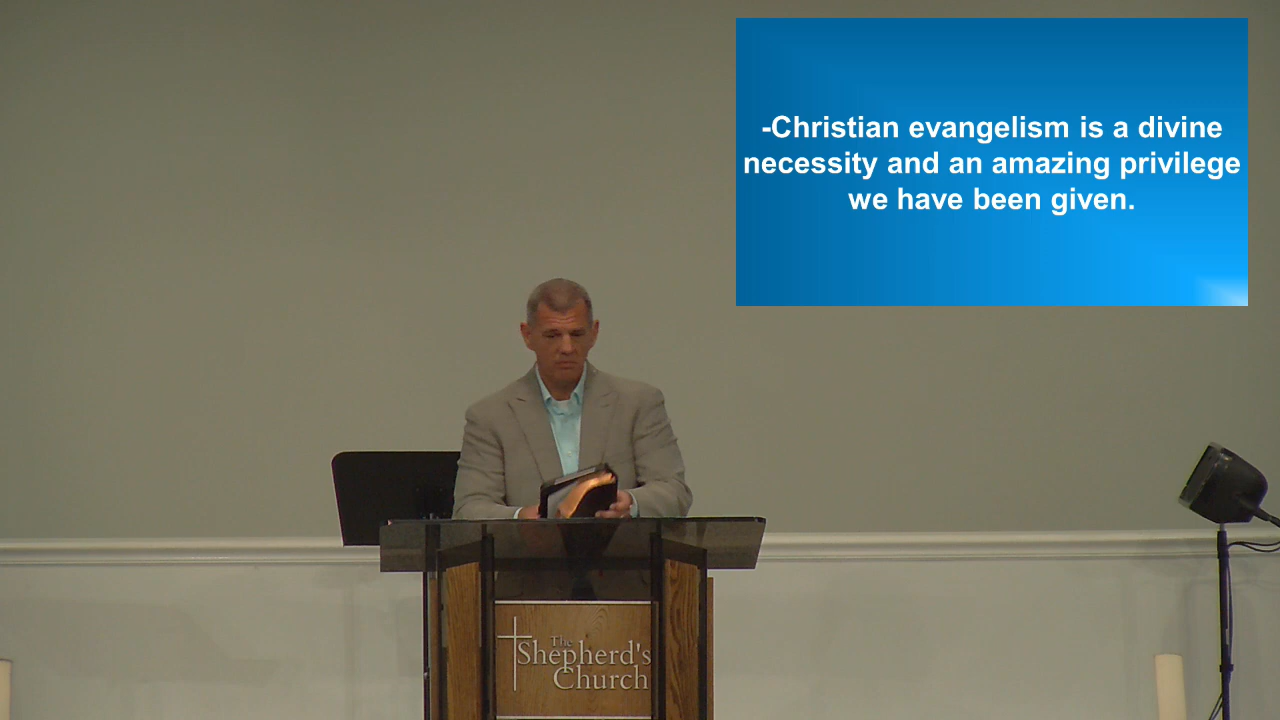 -Christian evangelism is a divine
necessity and an amazing privilege
we have been given.
The
Shepherd's
Church